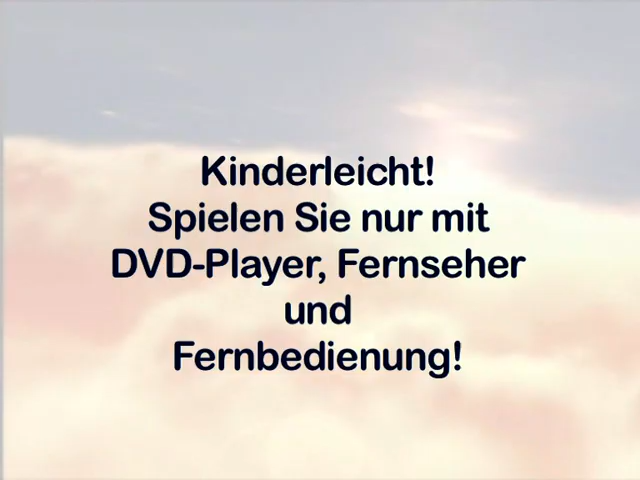 Kinderleicht!
Spielen Sie nur mit
DVD-Player, Fernseher
und
Fernbedienung!